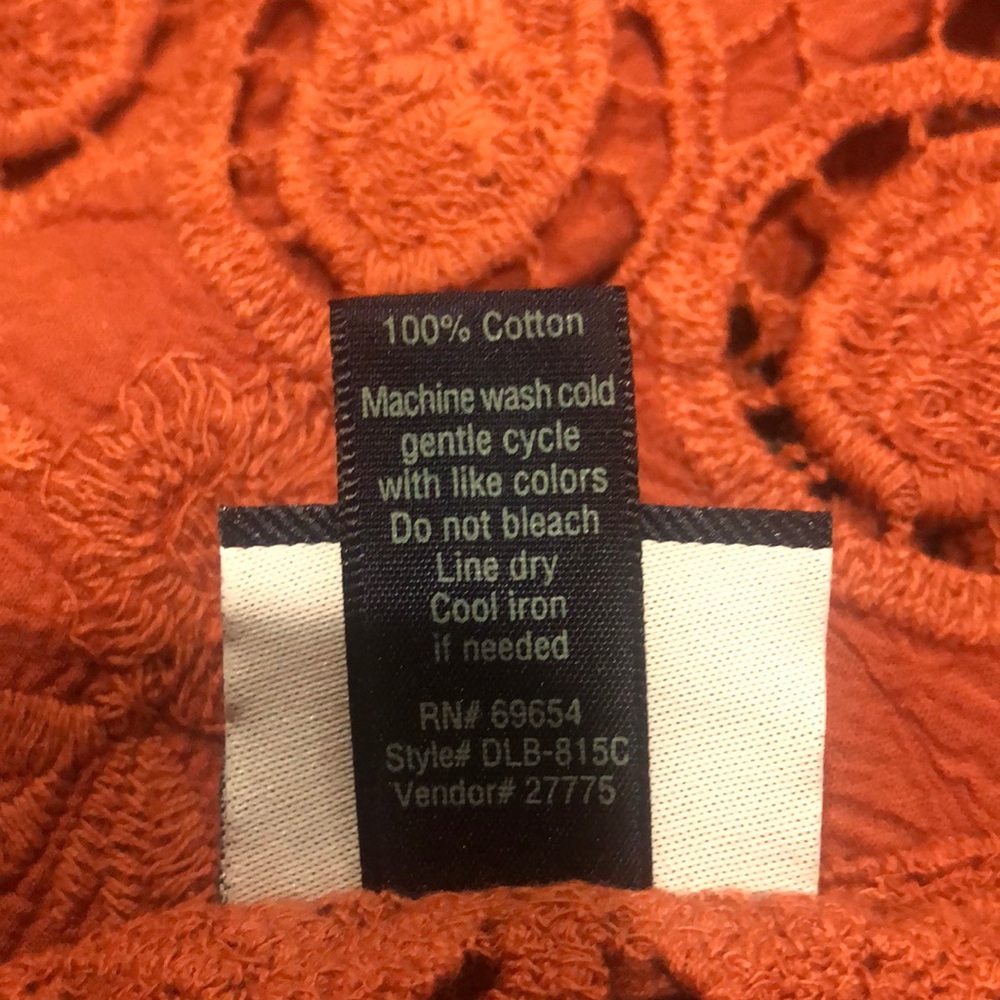 100% Cotton
Machine wash cold
gentle cycle
with like colors
Do not bleach
Line dry
Cool iron
if needed
RN# 69654
Style# DLB-815C
Vendor# 27775